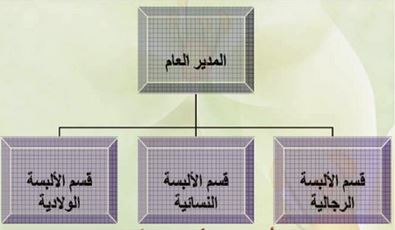 المدير العام
قسم الألبسة
الرجالية
قسم الألبسة
النسائية
قسم الألبسة
الولادية